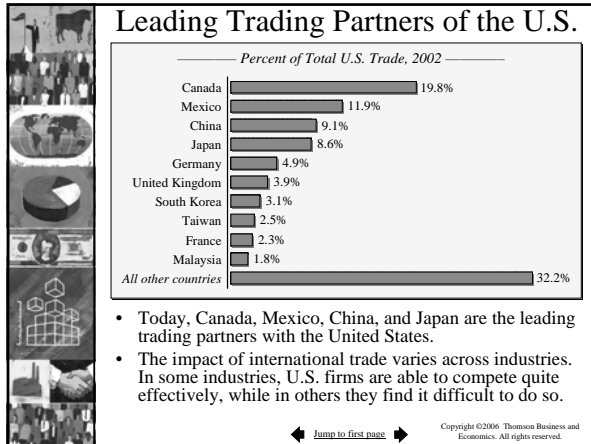 Leading Trading Partners of the U.S.
Percent of Total U.S. Trade, 2002
Canada 19.8%
Mexico 11.9%
China 9.1%
Japan 8.6%
Germany 4.9%
United Kingdom 3.9%
South Korea 3.1%
Taiwan 2.5%
France 2.3%
Malaysia 1.8%
All other countries 32.2%
• Today, Canada, Mexico, China, and Japan are the leading
trading partners with the United States.
• The impact of international trade varies across industries.
In some industries, U.S. firms are able to compete quite
effectively, while in others they find it difficult to do so.
Jump to first page
Copyright ©2006 Thomson Business and
Economics. All rights reserved.